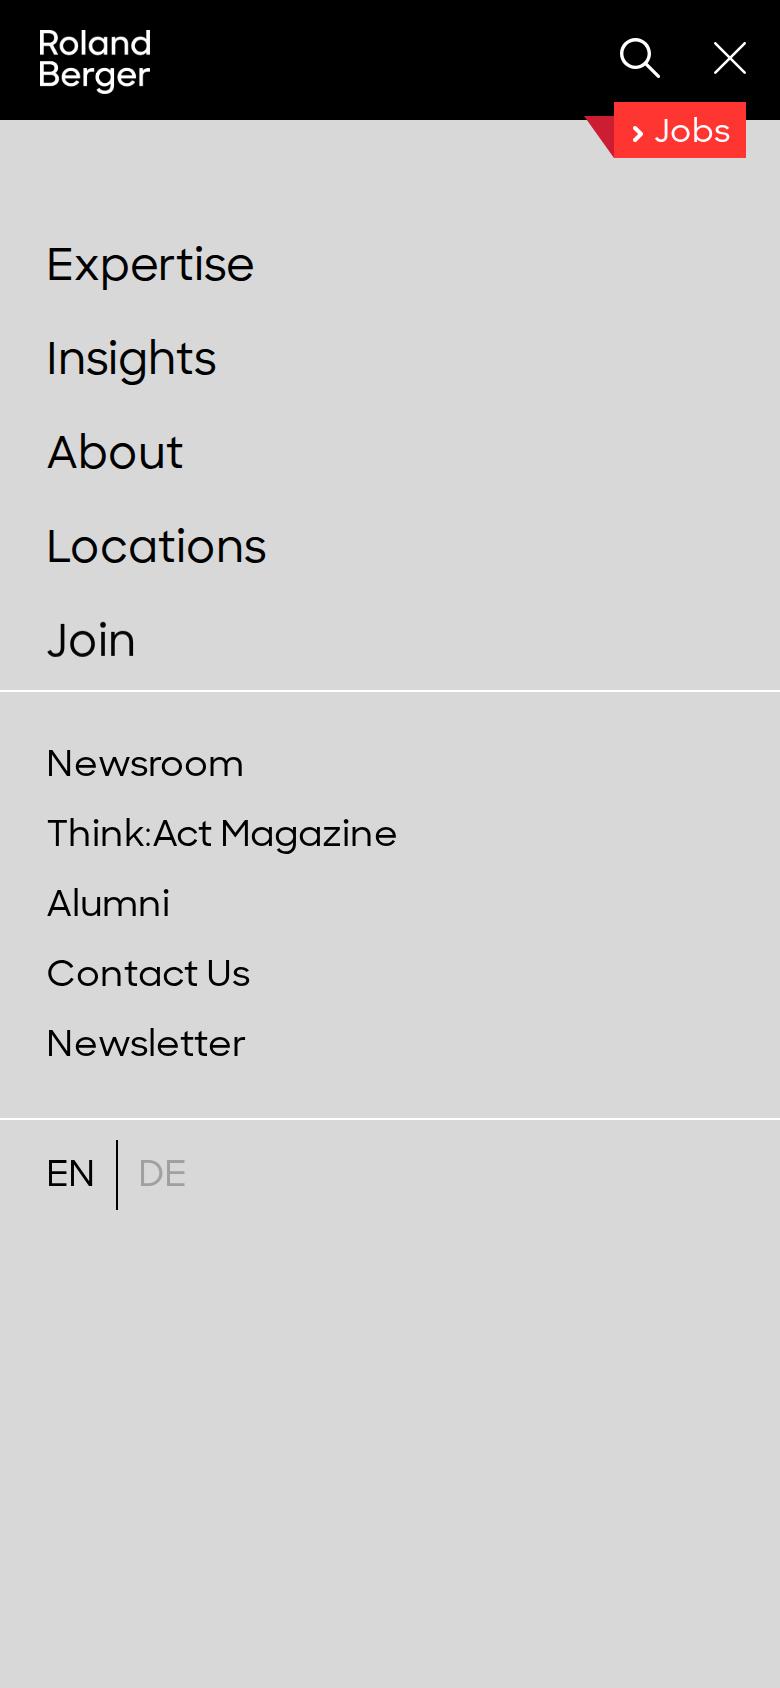 Roland
Berger
Jobs
Expertise
Insights
About
Locations
Join
Newsroom
Think:Act Magazine
Alumni
Contact Us
Newsletter
EN
DE